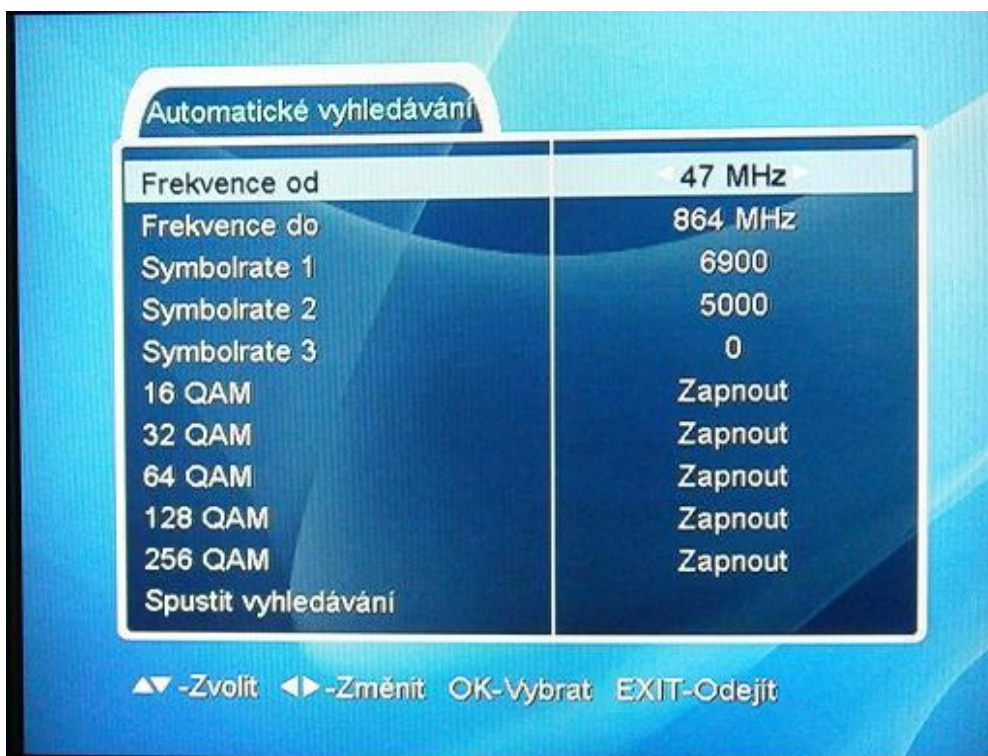 Automatické vyhledávání
Frekvence od 47 MHz
Frekvence do 864 MHz
Symbolrate 1 6900
Symbolrate 2 5000
Symbolrate 3 0
16 QAM Zapnout
32 QAM Zapnout
64 QAM Zapnout
128 QAM Zapnout
256 QAM Zapnout
Spustit vyhledávání
▲▼ -Zvolit ◀▶ -Změnit OK-Vybrat EXIT-Odejít